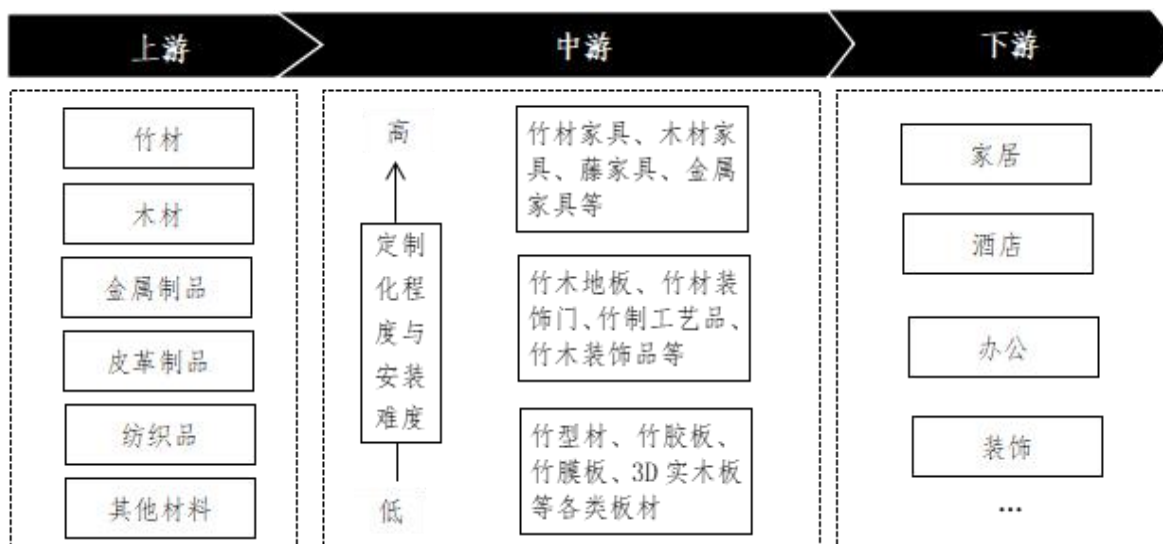 上游
中游
下游
竹材
木材
金属制品
皮革制品
纺织品
其他材料
高
定制
化程
度与
安装
难度
低
竹材家具、木材家
具、藤家具、金属
家具等
竹木地板、竹材装
饰门、竹制工艺品、
竹木装饰品等
竹型材、竹胶板、
竹膜板、3D实木板
等各类板材
家居
酒店
办公
装饰
...